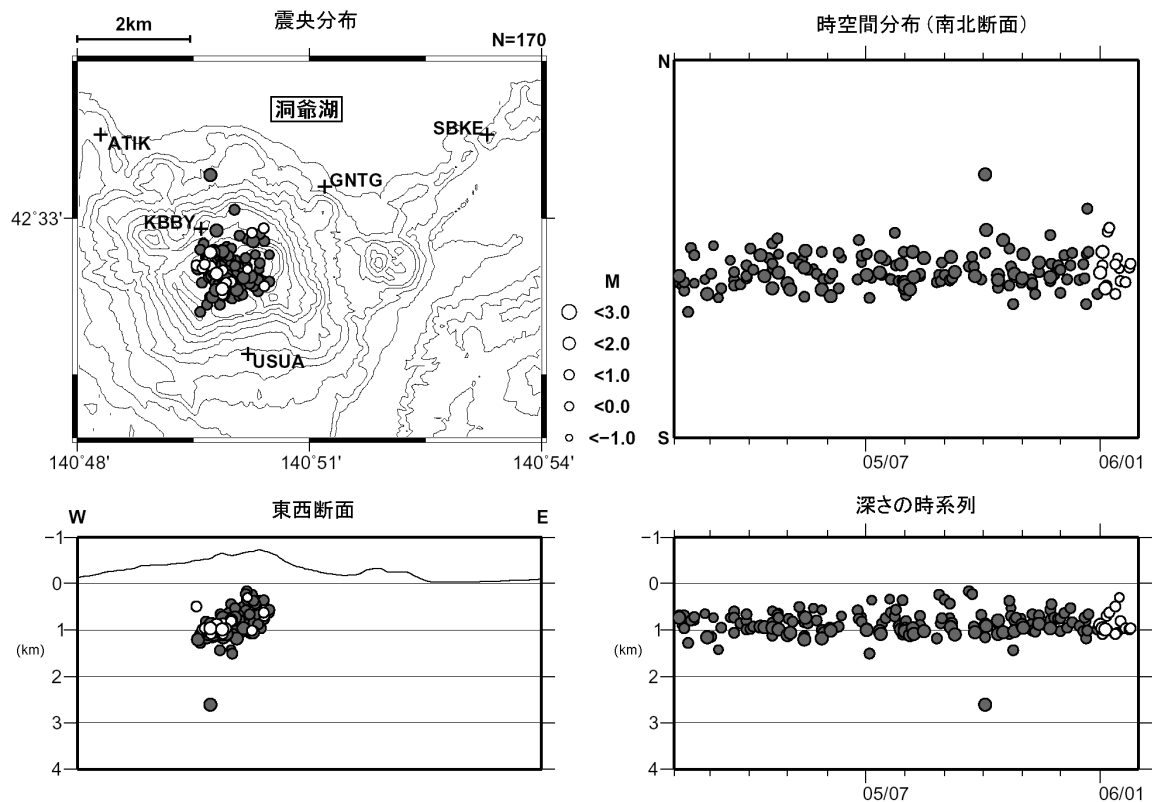 震央分布
2km
N=170
洞爺湖
ATIK
SBKE
GNTG
KBBY
USUA
42°33'
140°48'
140°51'
140°54'
M
<3.0
<2.0
<1.0
<0.0
<−1.0
時空間分布（南北断面）
N
S
05/07
06/01
東西断面
W
E
−1
0
1
(km)
2
3
4
深さの時系列
−1
0
1
(km)
2
3
4
05/07
06/01